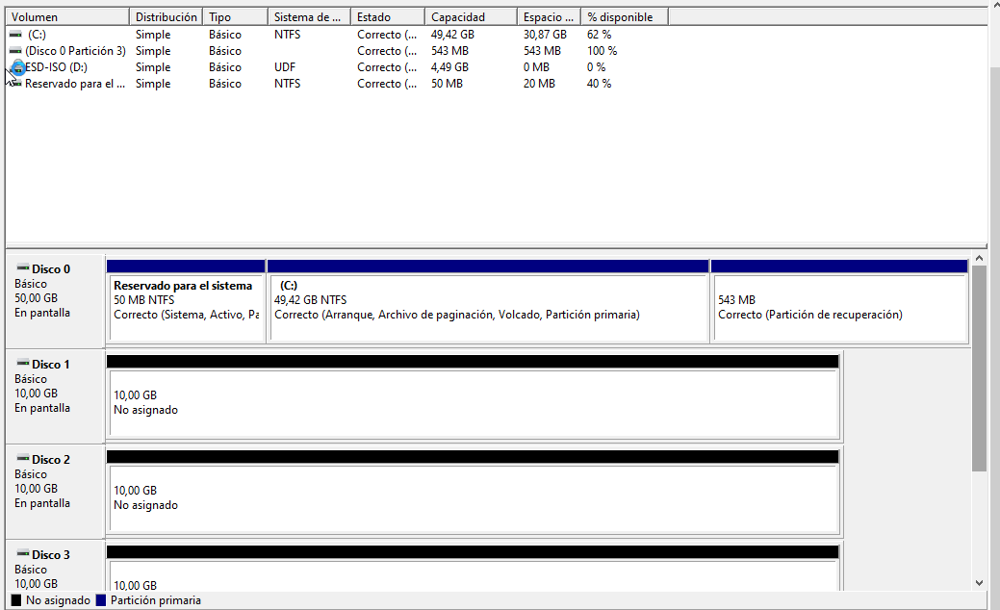 Volumen Distribución Tipo Sistema de ... Estado Capacidad Espacio ... % disponible
(C:) Simple Básico NTFS Correcto (... 49,42 GB 30,87 GB 62 %
(Disco 0 Partición 3) Simple Básico Correcto (... 543 MB 543 MB 100 %
ESD-ISO (D:) Simple Básico UDF Correcto (... 4,49 GB 0 MB 0 %
Reservado para el ... Simple Básico NTFS Correcto (... 50 MB 20 MB 40 %
Disco 0
Básico
50,00 GB
En pantalla
Reservado para el sistema
50 MB NTFS
Correcto (Sistema, Activo, Pa
(C:)
49,42 GB NTFS
Correcto (Arranque, Archivo de paginación, Volcado, Partición primaria)
543 MB
Correcto (Partición de recuperación)
Disco 1
Básico
10,00 GB
En pantalla
10,00 GB
No asignado
Disco 2
Básico
10,00 GB
En pantalla
10,00 GB
No asignado
Disco 3
Básico
10,00 GB
10,00 GB
No asignado Partición primaria